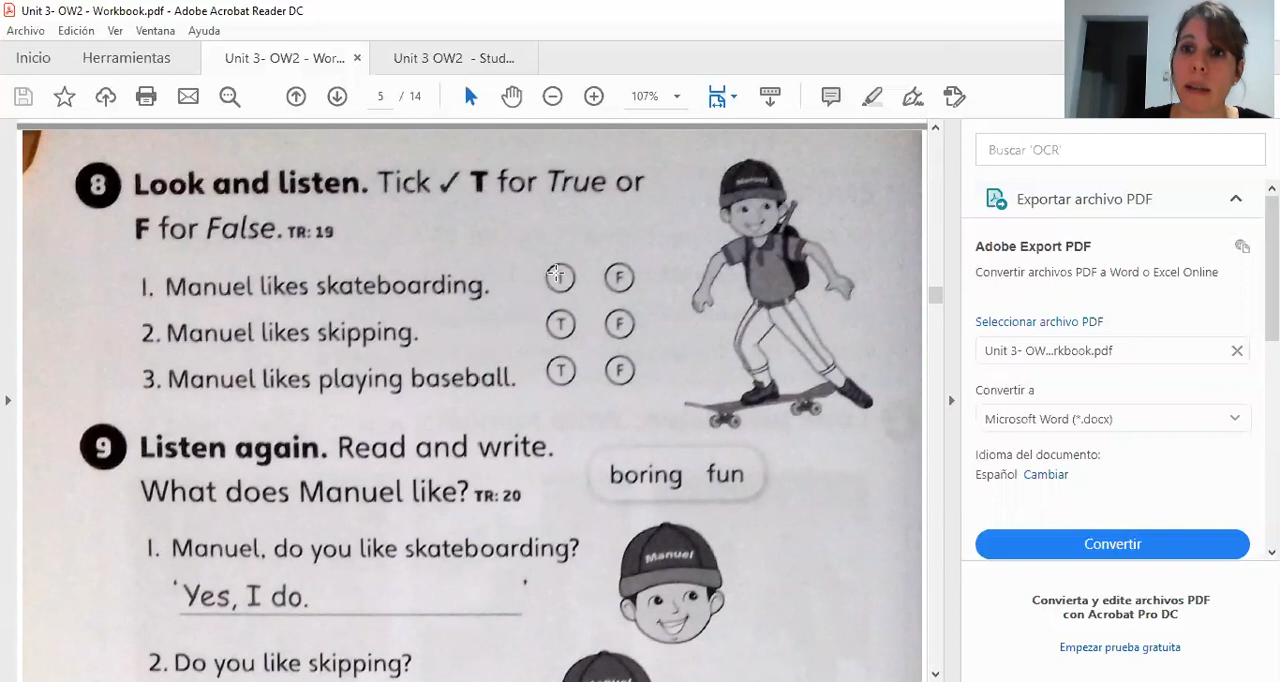 Unit 3- OW2 - Workbook.pdf - Adobe Acrobat Reader DC
Archivo Edición Ver Ventana Ayuda
Inicio Herramientas Unit 3- OW2 - Wor... × Unit 3 OW2 - Stud...
5 / 14 107%
8 Look and listen. Tick ✓ T for True or
F for False. TR: 19
1. Manuel likes skateboarding. T F
2. Manuel likes skipping. T F
3. Manuel likes playing baseball. T F
Manuel
9 Listen again. Read and write.
What does Manuel like? TR: 20
boring fun
1. Manuel, do you like skateboarding?
'Yes, I do. '
Manuel
2. Do you like skipping?
Manuel
Buscar 'OCR'
Exportar archivo PDF
Adobe Export PDF
Convertir archivos PDF a Word o Excel Online
Seleccionar archivo PDF
Unit 3- OW...rkbook.pdf ×
Convertir a
Microsoft Word (*.docx)
Idioma del documento:
Español Cambiar
Convertir
Convierta y edite archivos PDF
con Acrobat Pro DC
Empezar prueba gratuita